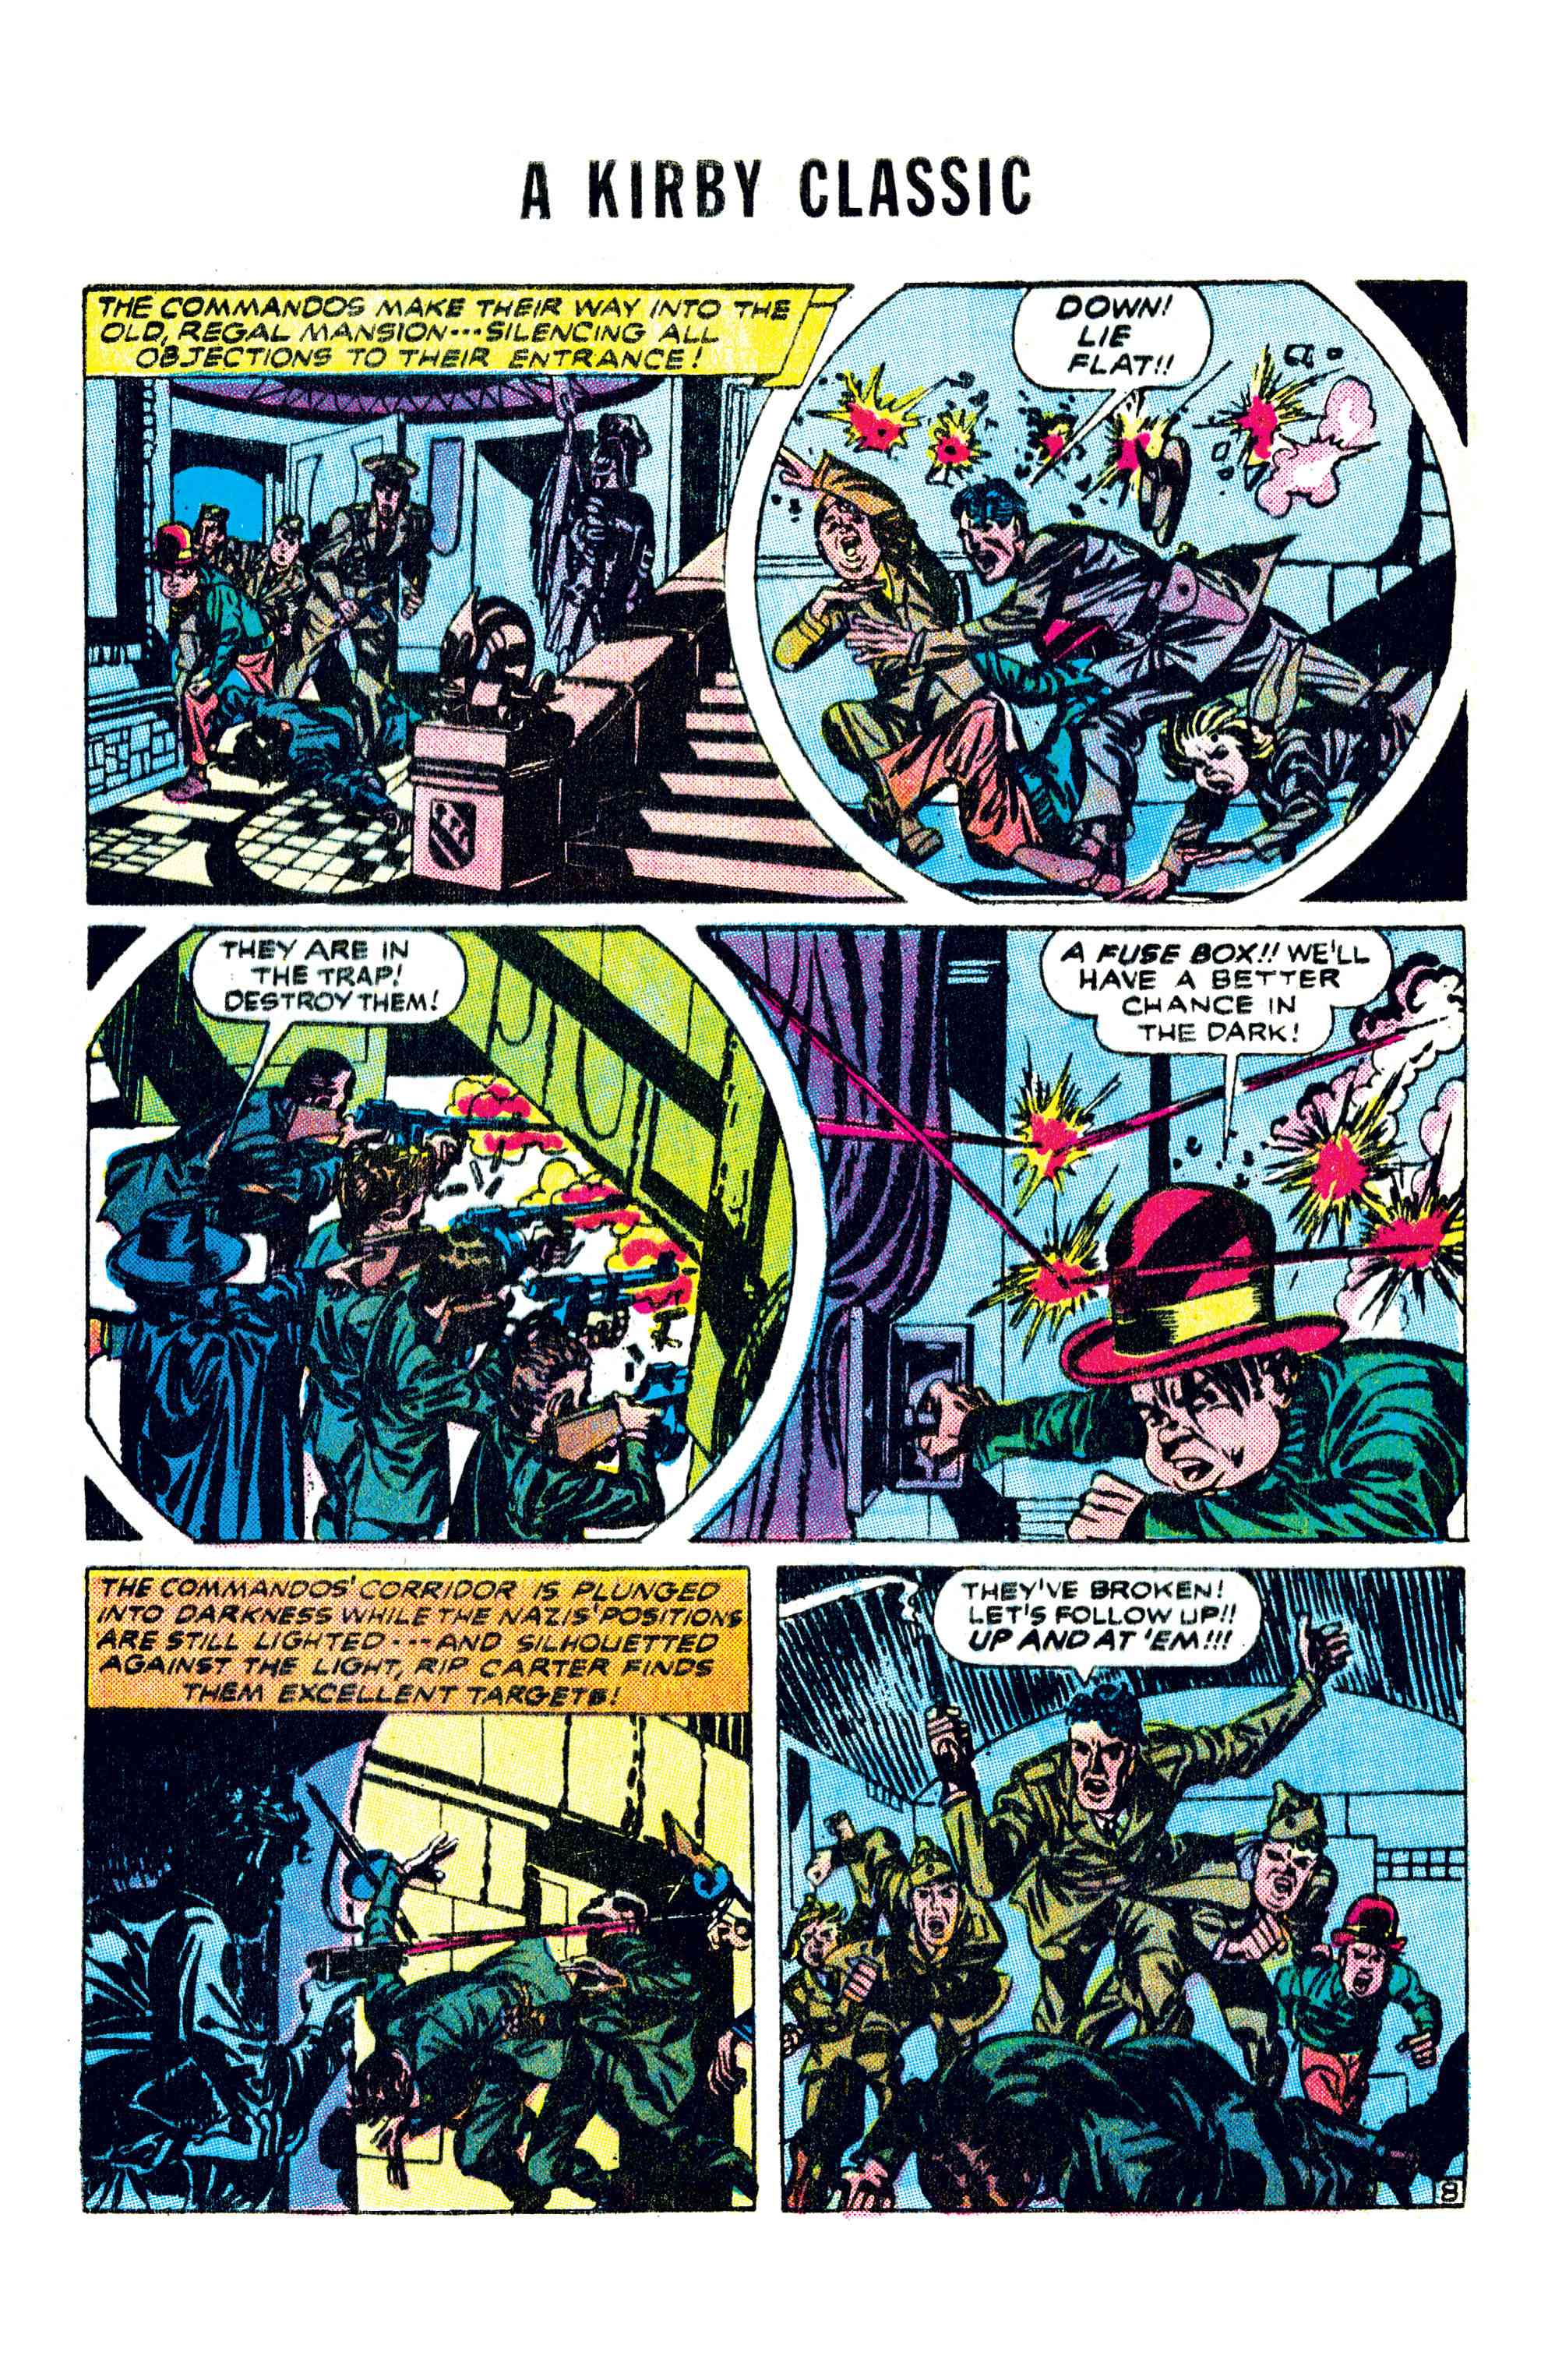 A KIRBY CLASSIC
THE COMMANDOS MAKE THEIR WAY INTO THE
OLD, REGAL MANSION---SILENCING ALL
OBJECTIONS TO THEIR ENTRANCE!
DOWN!
LIE
FLAT!!
THEY ARE IN
THE TRAP!
DESTROY THEM!
A FUSE BOX!! WE'LL
HAVE A BETTER
CHANCE IN
THE DARK!
THE COMMANDOS' CORRIDOR IS PLUNGED
INTO DARKNESS WHILE THE NAZIS' POSITIONS
ARE STILL LIGHTED---AND SILHOUETTED
AGAINST THE LIGHT, RIP CARTER FINDS
THEM EXCELLENT TARGETS!
THEY'VE BROKEN!
LET'S FOLLOW UP!!
UP AND AT 'EM!!!
8